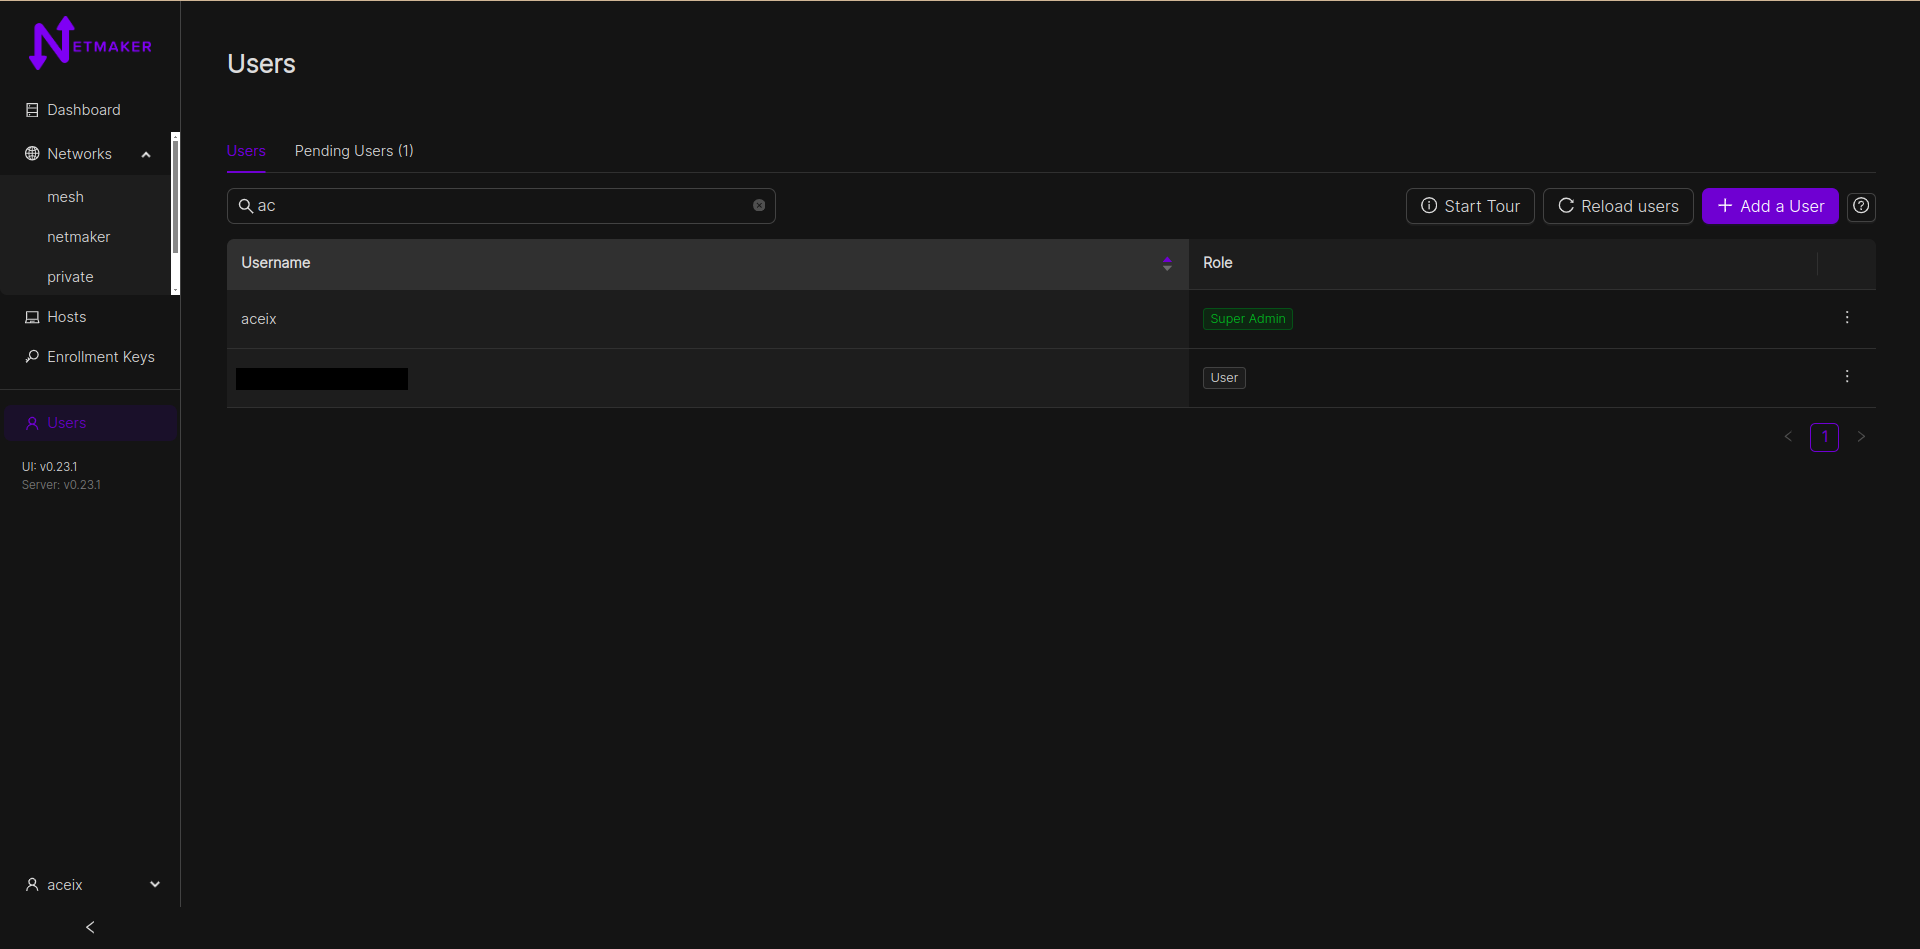 NETMAKER
Dashboard
Networks
mesh
netmaker
private
Hosts
Enrollment Keys
Users
UI: v0.23.1
Server: v0.23.1
aceix
Users
Users
Pending Users (1)
ac
Start Tour
Reload users
Add a User
Username
Role
aceix
Super Admin
User
1